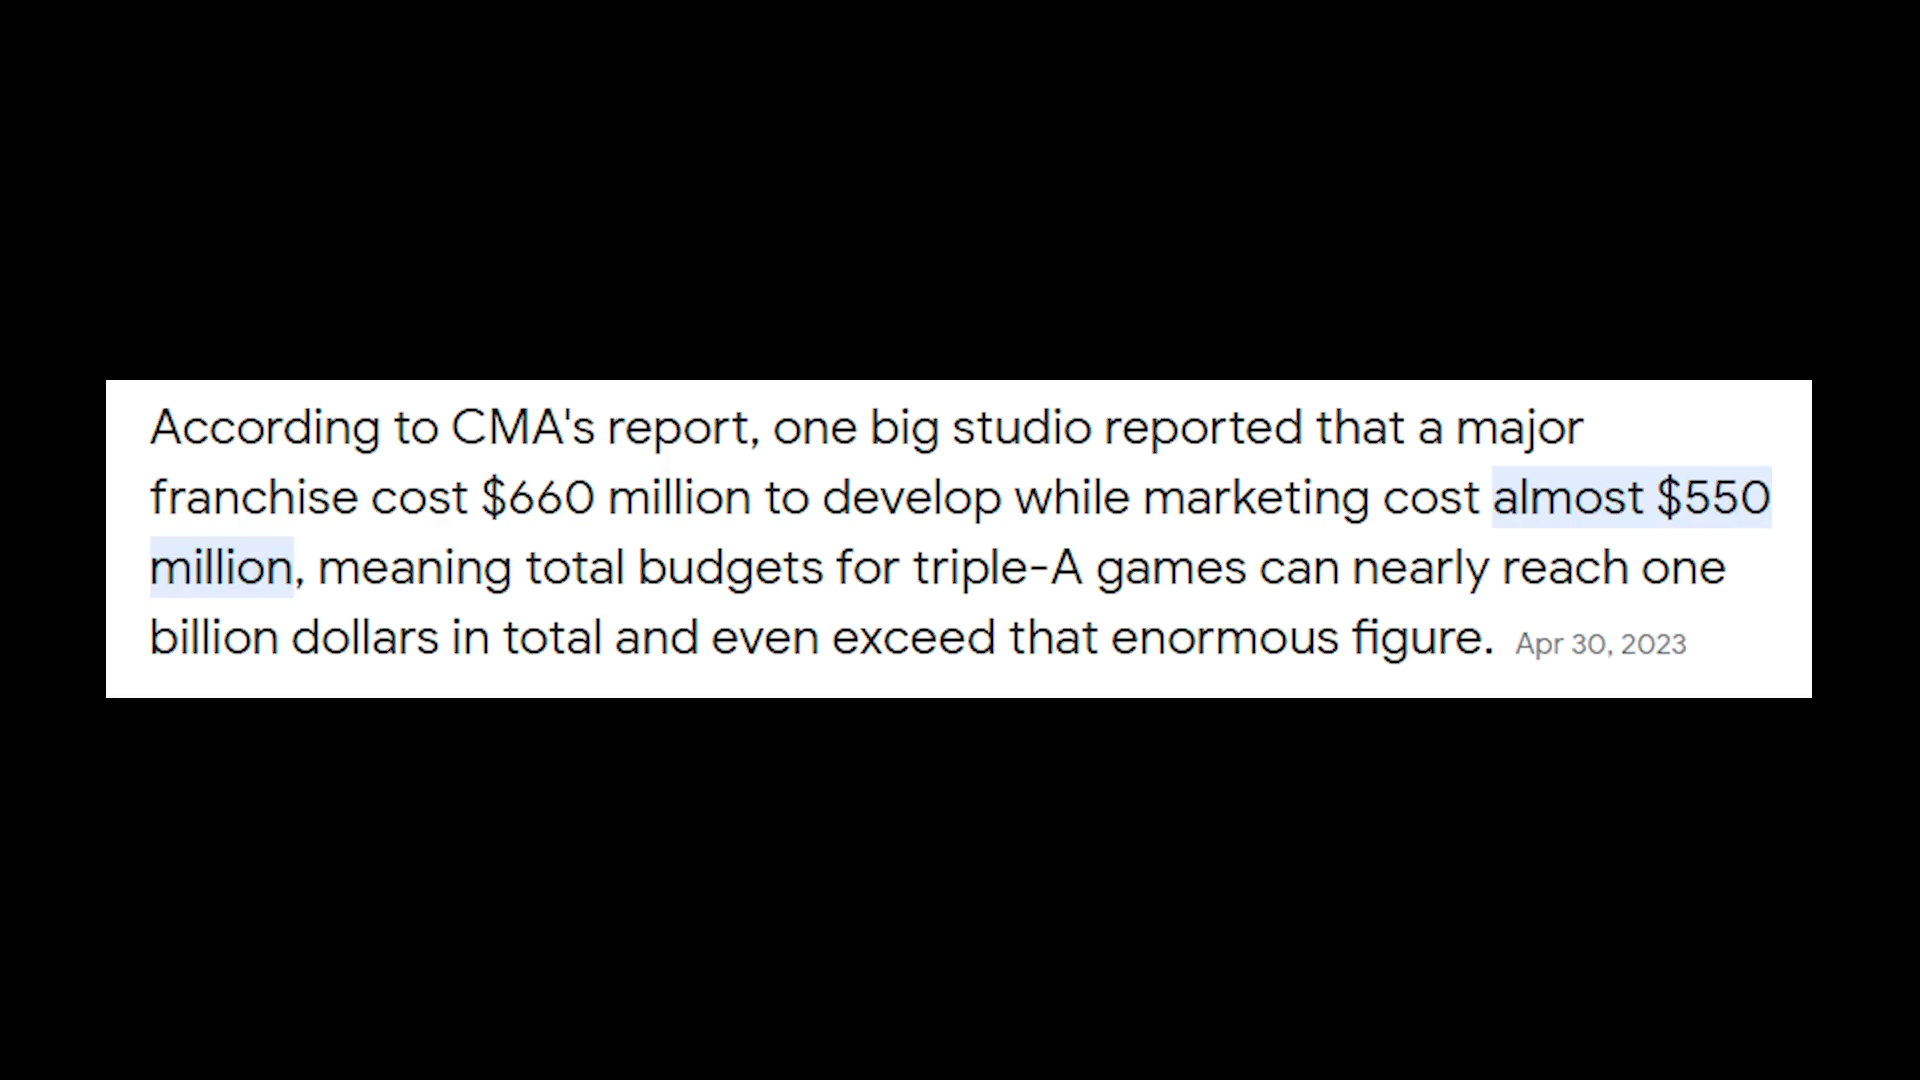 According to CMA's report, one big studio reported that a major
franchise cost $660 million to develop while marketing cost almost $550
million, meaning total budgets for triple-A games can nearly reach one
billion dollars in total and even exceed that enormous figure. Apr 30, 2023